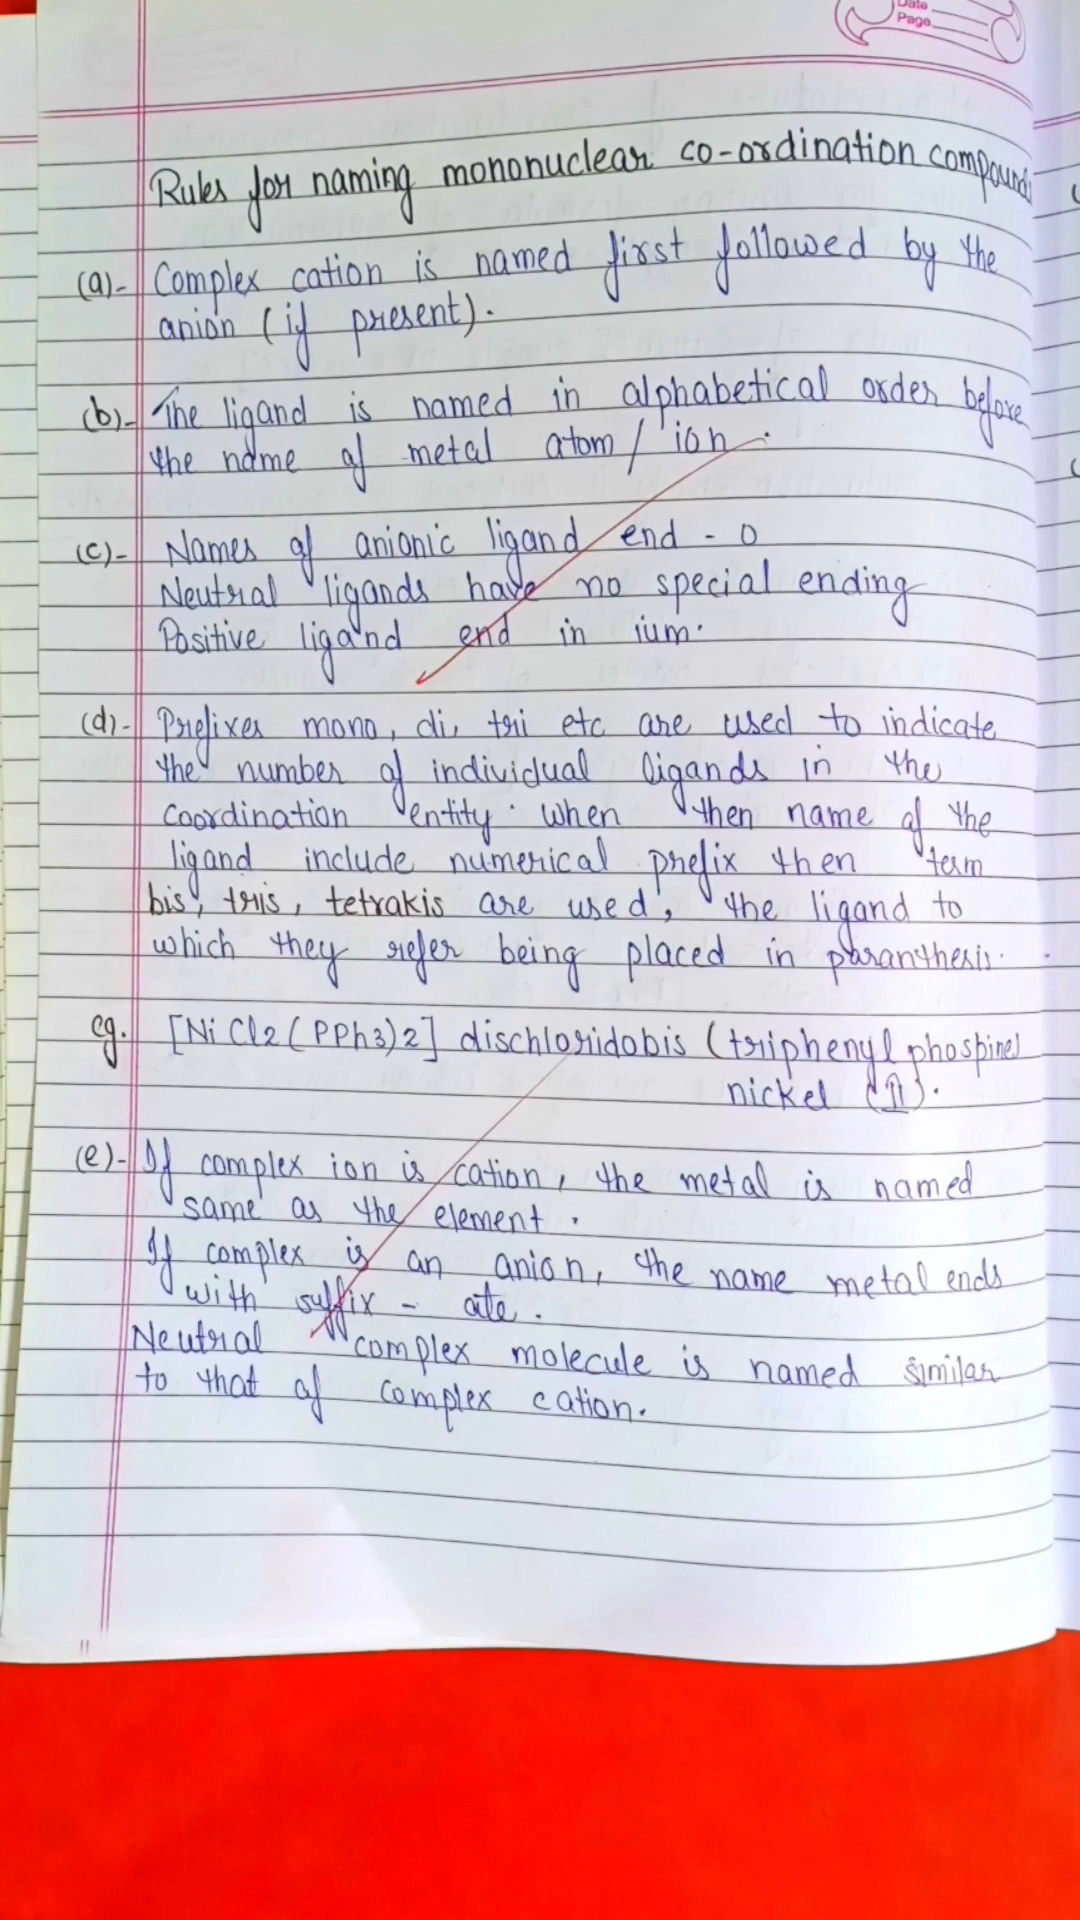 Date
Page
Rules for naming mononuclear co-ordination compounds
(a)- Complex cation is named first followed by the
anion (if present).
(b)- The ligand is named in alphabetical order before
the name of metal atom / ion.
(c)- Names of anionic ligand end - o
Neutral ligands have no special ending
Positive ligand end in ium.
(d)- Prefixes mono, di, tri etc are used to indicate
the number of individual ligands in the
coordination entity. when then name of the
ligand include numerical prefix then term
bis, tris, tetrakis are used, the ligand to
which they refer being placed in paranthesis.
eg. [Ni Cl2 (PPh3)2] dischloridobis (triphenyl phospine)
nickel (II).
(e)- If complex ion is cation, the metal is named
same as the element.
If complex is an anion, the name metal ends
with suffix - ate.
Neutral complex molecule is named similar
to that of complex cation.